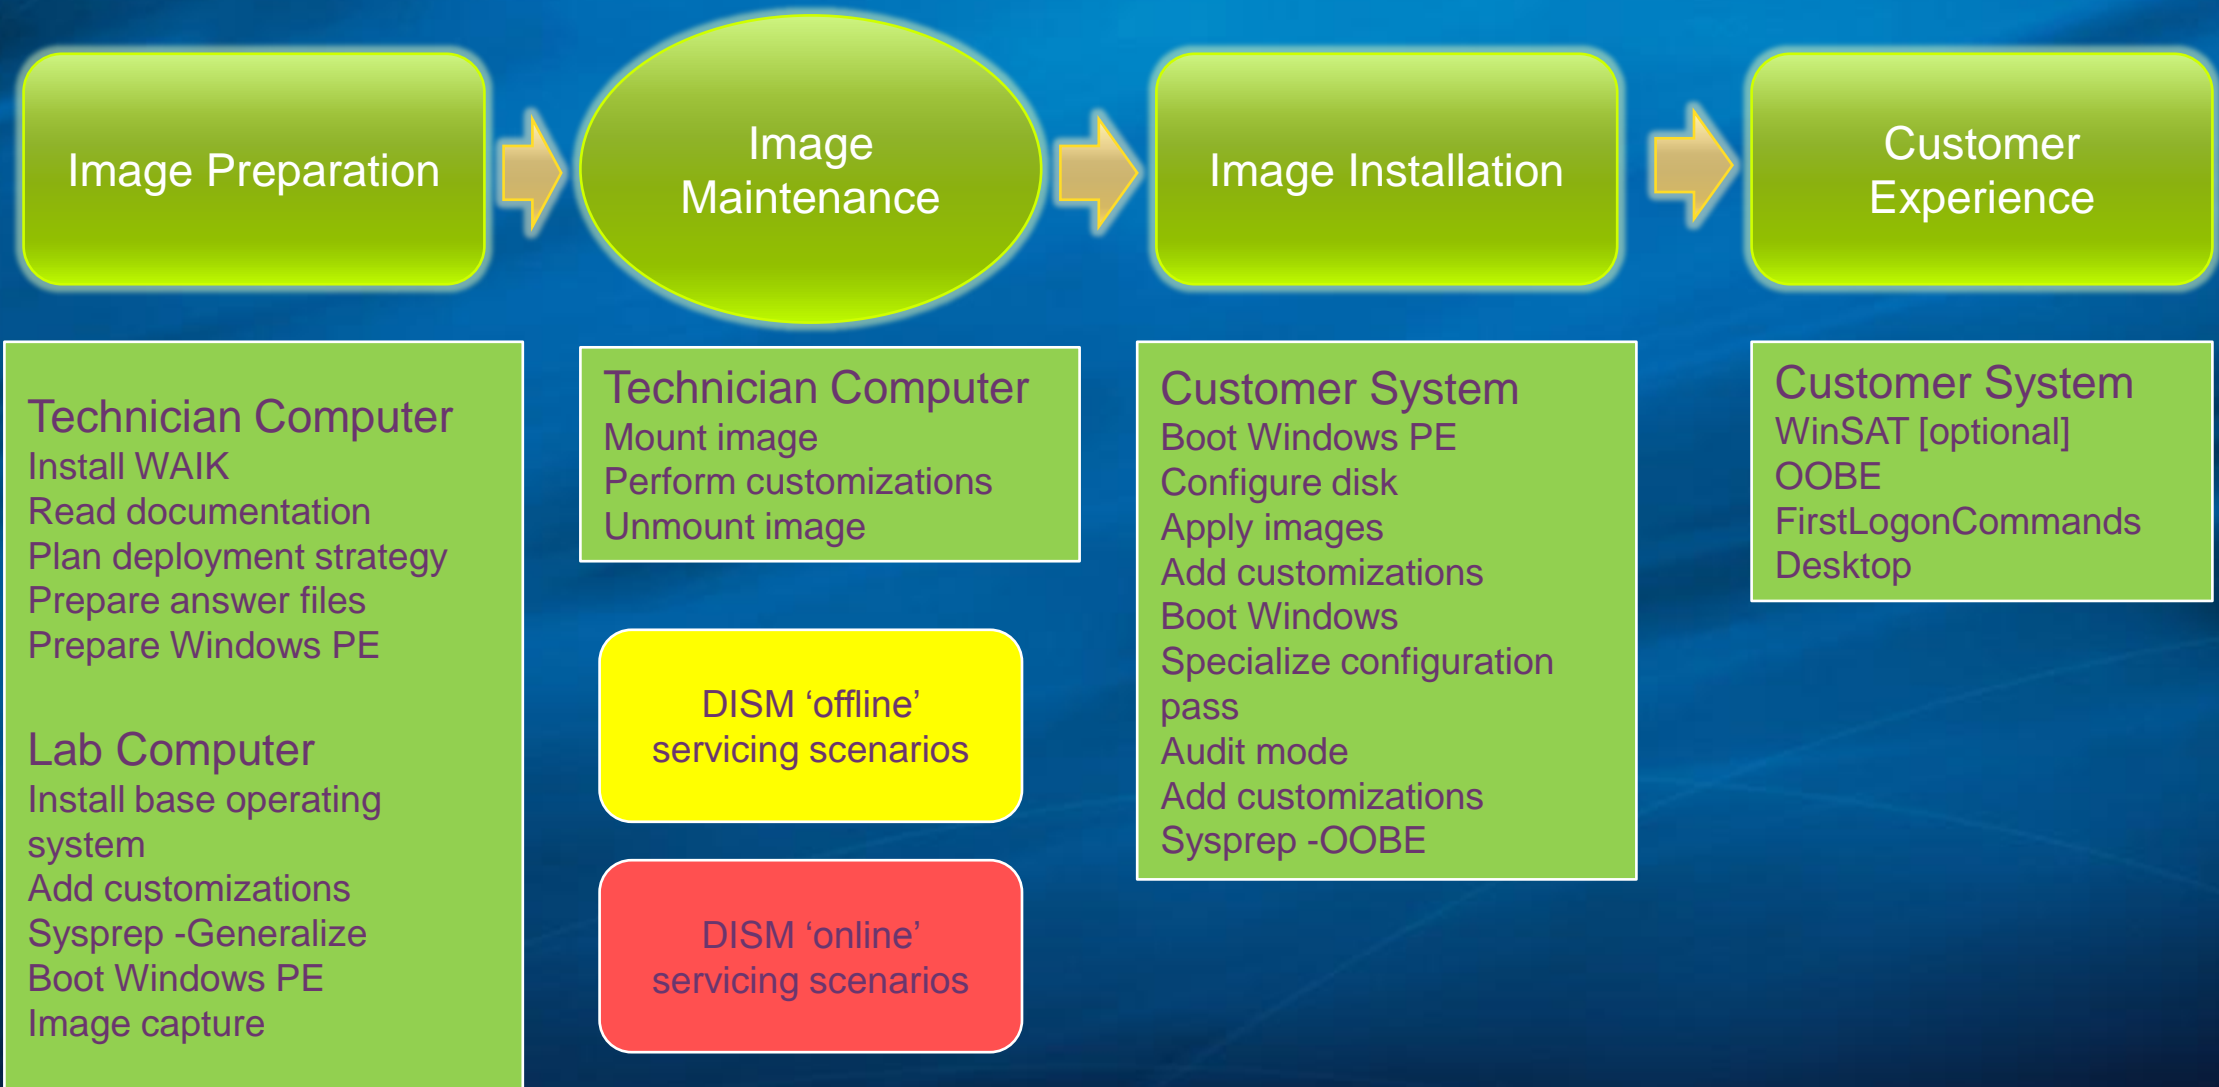 Image Preparation
Image
Maintenance
Image Installation
Customer
Experience
Technician Computer
Install WAIK
Read documentation
Plan deployment strategy
Prepare answer files
Prepare Windows PE
Lab Computer
Install base operating
system
Add customizations
Sysprep -Generalize
Boot Windows PE
Image capture
Technician Computer
Mount image
Perform customizations
Unmount image
DISM ‘offline’
servicing scenarios
DISM ‘online’
servicing scenarios
Customer System
Boot Windows PE
Configure disk
Apply images
Add customizations
Boot Windows
Specialize configuration
pass
Audit mode
Add customizations
Sysprep -OOBE
Customer System
WinSAT [optional]
OOBE
FirstLogonCommands
Desktop